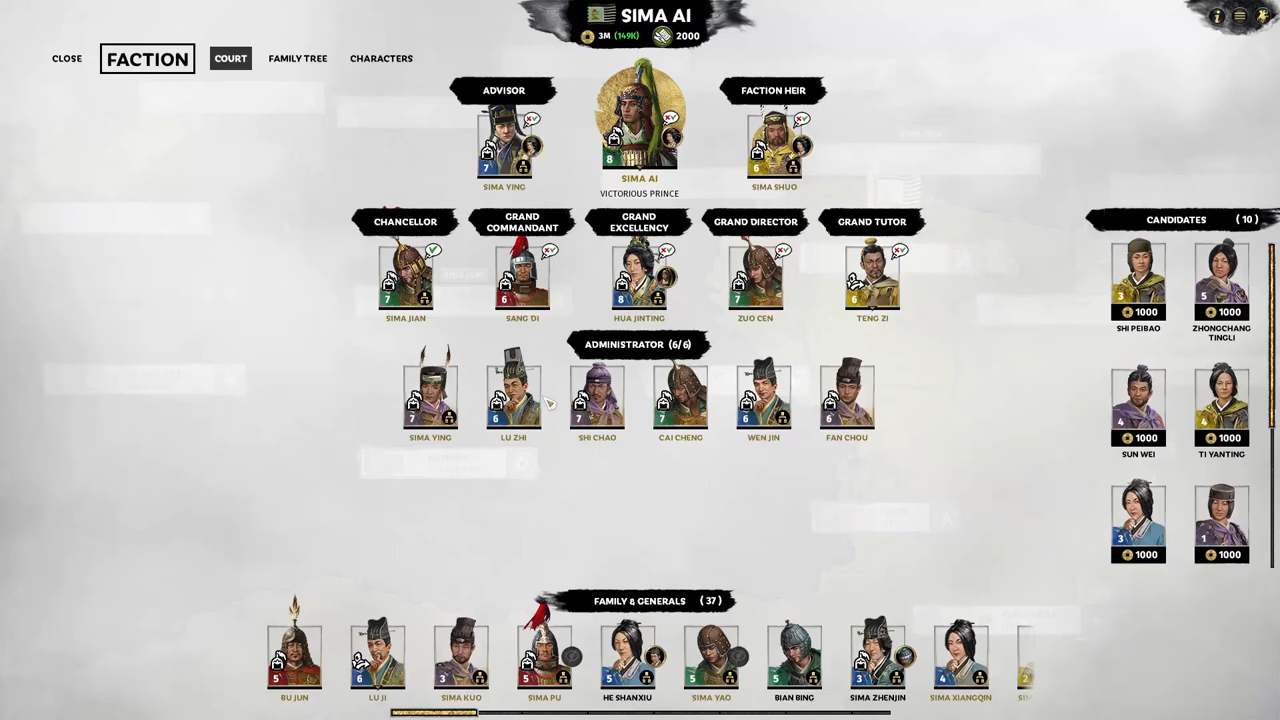 SIMA AI
3M (149K) 2000
CLOSE
FACTION
COURT
FAMILY TREE
CHARACTERS
ADVISOR
7
SIMA YING
8
SIMA AI
VICTORIOUS PRINCE
FACTION HEIR
6
SIMA SHUO
CHANCELLOR
7
SIMA JIAN
GRAND
COMMANDANT
6
SANG DI
GRAND
EXCELLENCY
8
HUA JINTING
GRAND DIRECTOR
7
ZUO CEN
GRAND TUTOR
6
TENG ZI
ADMINISTRATOR (6/6)
7
SIMA YING
6
LU ZHI
7
SHI CHAO
7
CAI CHENG
6
WEN JIN
6
FAN CHOU
CANDIDATES (10)
3
1000
SHI PEIBAO
5
1000
ZHONGCHANG
TINGLI
4
1000
SUN WEI
4
1000
TI YANTING
3
1000
1
1000
FAMILY & GENERALS (37)
5
BU JUN
6
LU JI
3
SIMA KUO
5
SIMA PU
5
HE SHANXIU
5
SIMA YAO
5
BIAN BING
3
SIMA ZHENJIN
4
SIMA XIANGQIN
2